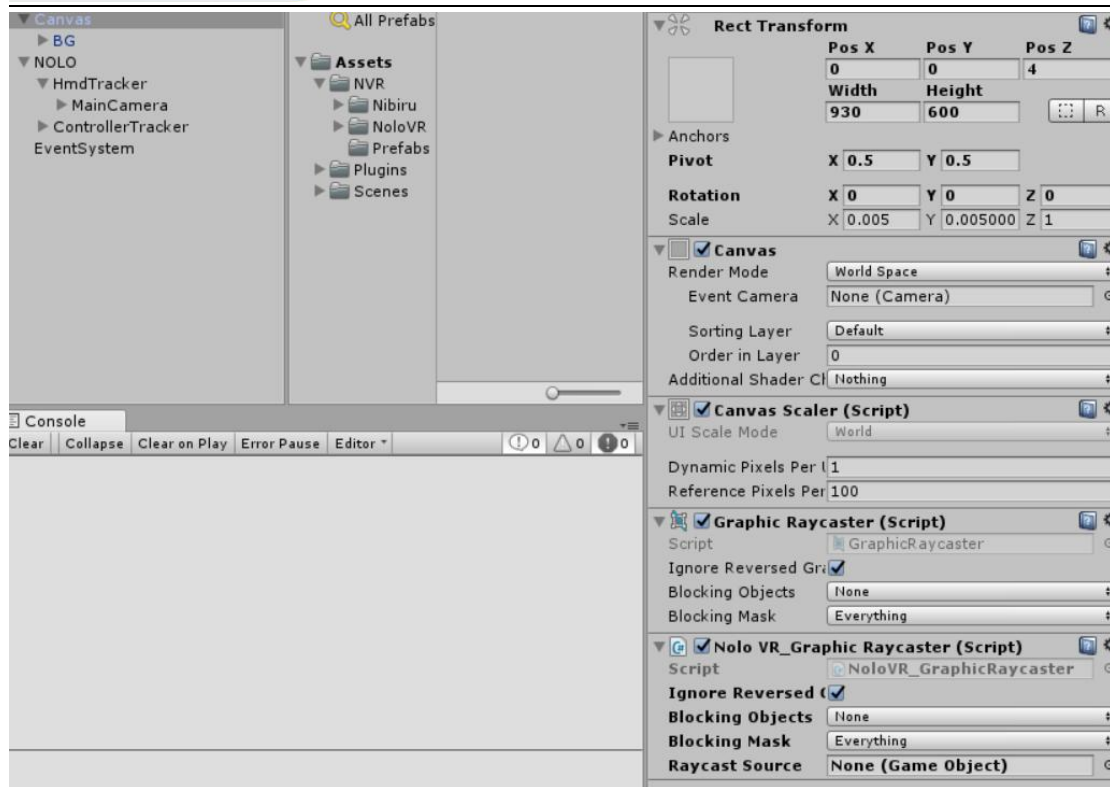 Canvas
BG
NOLO
HmdTracker
MainCamera
ControllerTracker
EventSystem
All Prefabs
Assets
NVR
Nibiru
NoloVR
Prefabs
Plugins
Scenes
Console
Clear Collapse Clear on Play Error Pause Editor 0 0 0
Rect Transform
Pos X Pos Y Pos Z
0 0 4
Width Height
930 600
R
Anchors
Pivot X 0.5 Y 0.5
Rotation X 0 Y 0 Z 0
Scale X 0.005 Y 0.005000 Z 1
Canvas
Render Mode World Space
Event Camera None (Camera)
Sorting Layer Default
Order in Layer 0
Additional Shader Ch Nothing
Canvas Scaler (Script)
UI Scale Mode World
Dynamic Pixels Per U 1
Reference Pixels Per 100
Graphic Raycaster (Script)
Script GraphicRaycaster
Ignore Reversed Gra
Blocking Objects None
Blocking Mask Everything
Nolo VR_Graphic Raycaster (Script)
Script NoloVR_GraphicRaycaster
Ignore Reversed G
Blocking Objects None
Blocking Mask Everything
Raycast Source None (Game Object)